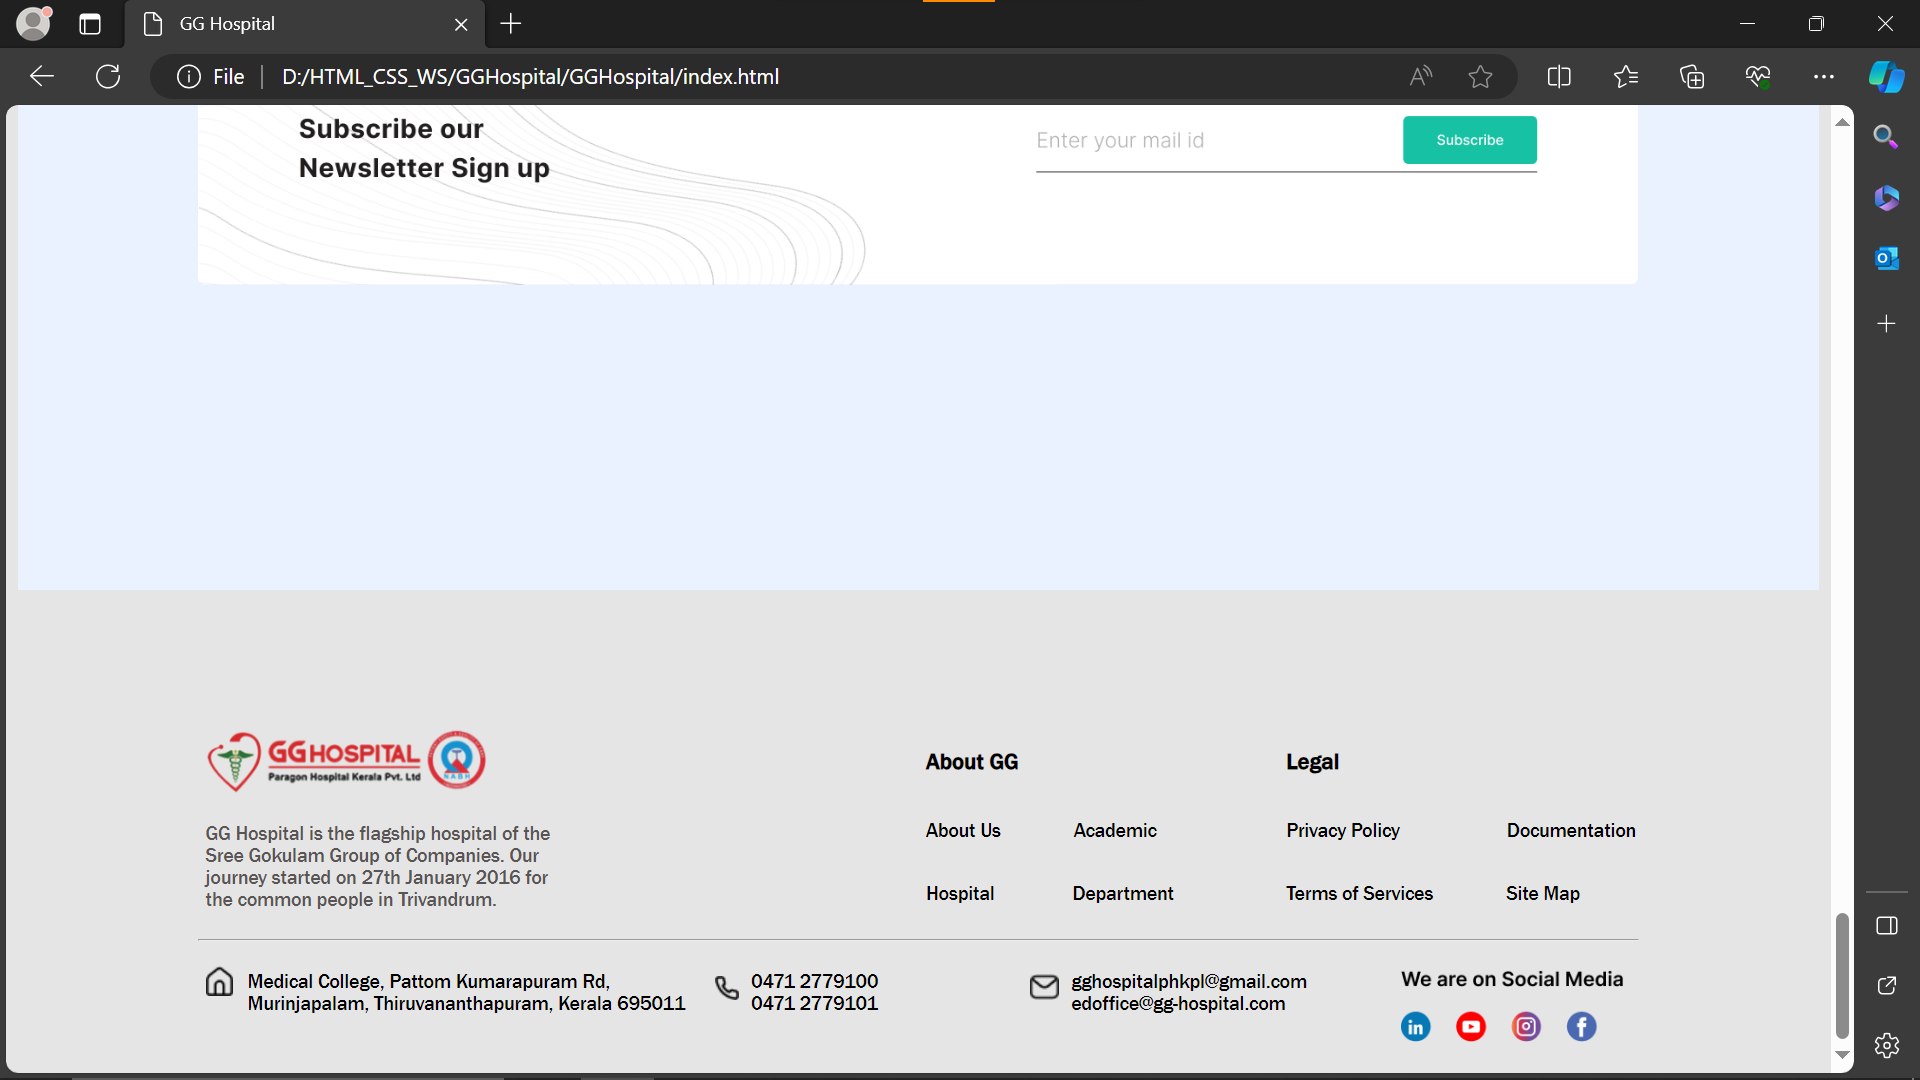 GG Hospital
File
D:/HTML_CSS_WS/GGHospital/GGHospital/index.html
Subscribe our
Newsletter Sign up
Enter your mail id
Subscribe
GG HOSPITAL
Paragon Hospital Kerala Pvt. Ltd
NABH
GG Hospital is the flagship hospital of the
Sree Gokulam Group of Companies. Our
journey started on 27th January 2016 for
the common people in Trivandrum.
About GG
About Us
Academic
Hospital
Department
Legal
Privacy Policy
Documentation
Terms of Services
Site Map
Medical College, Pattom Kumarapuram Rd,
Murinjapalam, Thiruvananthapuram, Kerala 695011
0471 2779100
0471 2779101
gghospitalphkpl@gmail.com
edoffice@gg-hospital.com
We are on Social Media